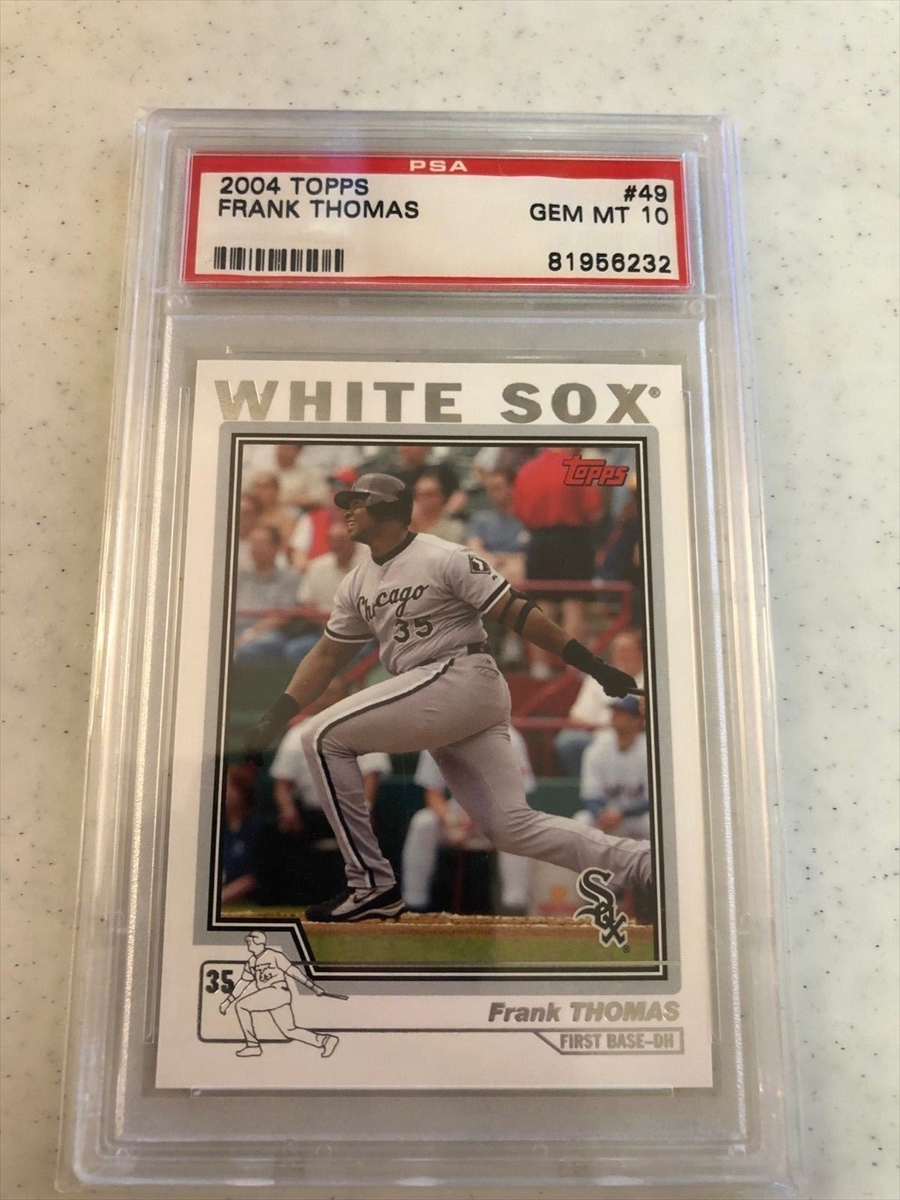 PSA
2004 TOPPS #49
FRANK THOMAS GEM MT 10
81956232
WHITE SOX®
Topps
Chicago
35
Sox
35
Frank THOMAS
FIRST BASE-DH